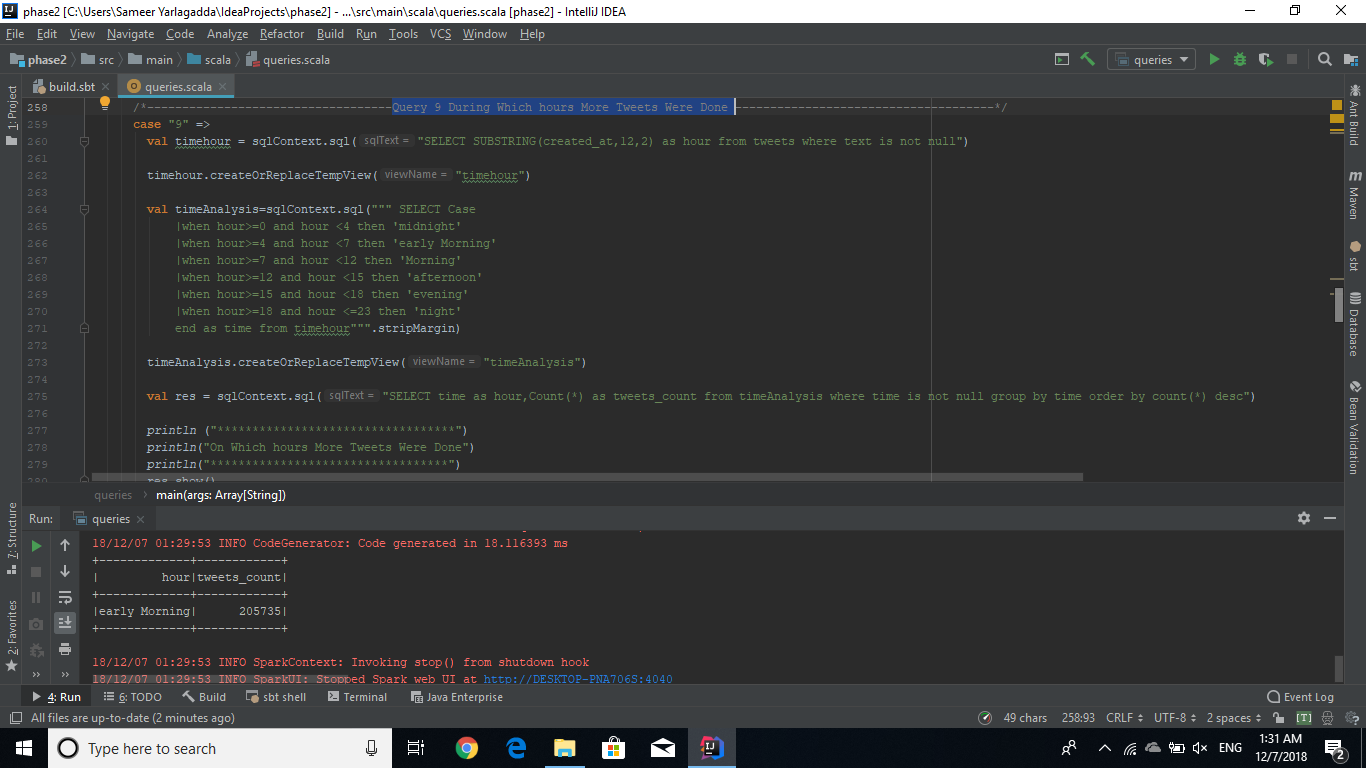 phase2 [C:\Users\Sameer Yarlagadda\IdeaProjects\phase2] - ...\src\main\scala\queries.scala [phase2] - IntelliJ IDEA
File Edit View Navigate Code Analyze Refactor Build Run Tools VCS Window Help
phase2 src main scala queries.scala queries
build.sbt queries.scala
1: Project
258 /*-----------------------------------Query 9 During Which hours More Tweets Were Done -------------------------------------*/
259 case "9" =>
260 val timehour = sqlContext.sql( sqlText = "SELECT SUBSTRING(created_at,12,2) as hour from tweets where text is not null")
261
262 timehour.createOrReplaceTempView( viewName = "timehour")
263
264 val timeAnalysis=sqlContext.sql(""" SELECT Case
265 |when hour>=0 and hour <4 then 'midnight'
266 |when hour>=4 and hour <7 then 'early Morning'
267 |when hour>=7 and hour <12 then 'Morning'
268 |when hour>=12 and hour <15 then 'afternoon'
269 |when hour>=15 and hour <18 then 'evening'
270 |when hour>=18 and hour <=23 then 'night'
271 end as time from timehour""".stripMargin)
272
273 timeAnalysis.createOrReplaceTempView( viewName = "timeAnalysis")
274
275 val res = sqlContext.sql( sqlText = "SELECT time as hour,Count(*) as tweets_count from timeAnalysis where time is not null group by time order by count(*) desc")
276
277 println ("**********************************")
278 println("On Which hours More Tweets Were Done")
279 println("**********************************")
280 res.show()
Ant Build
Maven
sbt
Database
Bean Validation
queries main(args: Array[String])
Run: queries
7: Structure
2: Favorites
18/12/07 01:29:53 INFO CodeGenerator: Code generated in 18.116393 ms
+-------------+------------+
| hour|tweets_count|
+-------------+------------+
|early Morning| 205735|
+-------------+------------+
18/12/07 01:29:53 INFO SparkContext: Invoking stop() from shutdown hook
18/12/07 01:29:53 INFO SparkUI: Stopped Spark web UI at http://DESKTOP-PNA706S:4040
4: Run 6: TODO Build sbt shell Terminal Java Enterprise Event Log
All files are up-to-date (2 minutes ago) 49 chars 258:93 CRLF UTF-8 2 spaces [T]
Type here to search
ENG
1:31 AM
12/7/2018
2